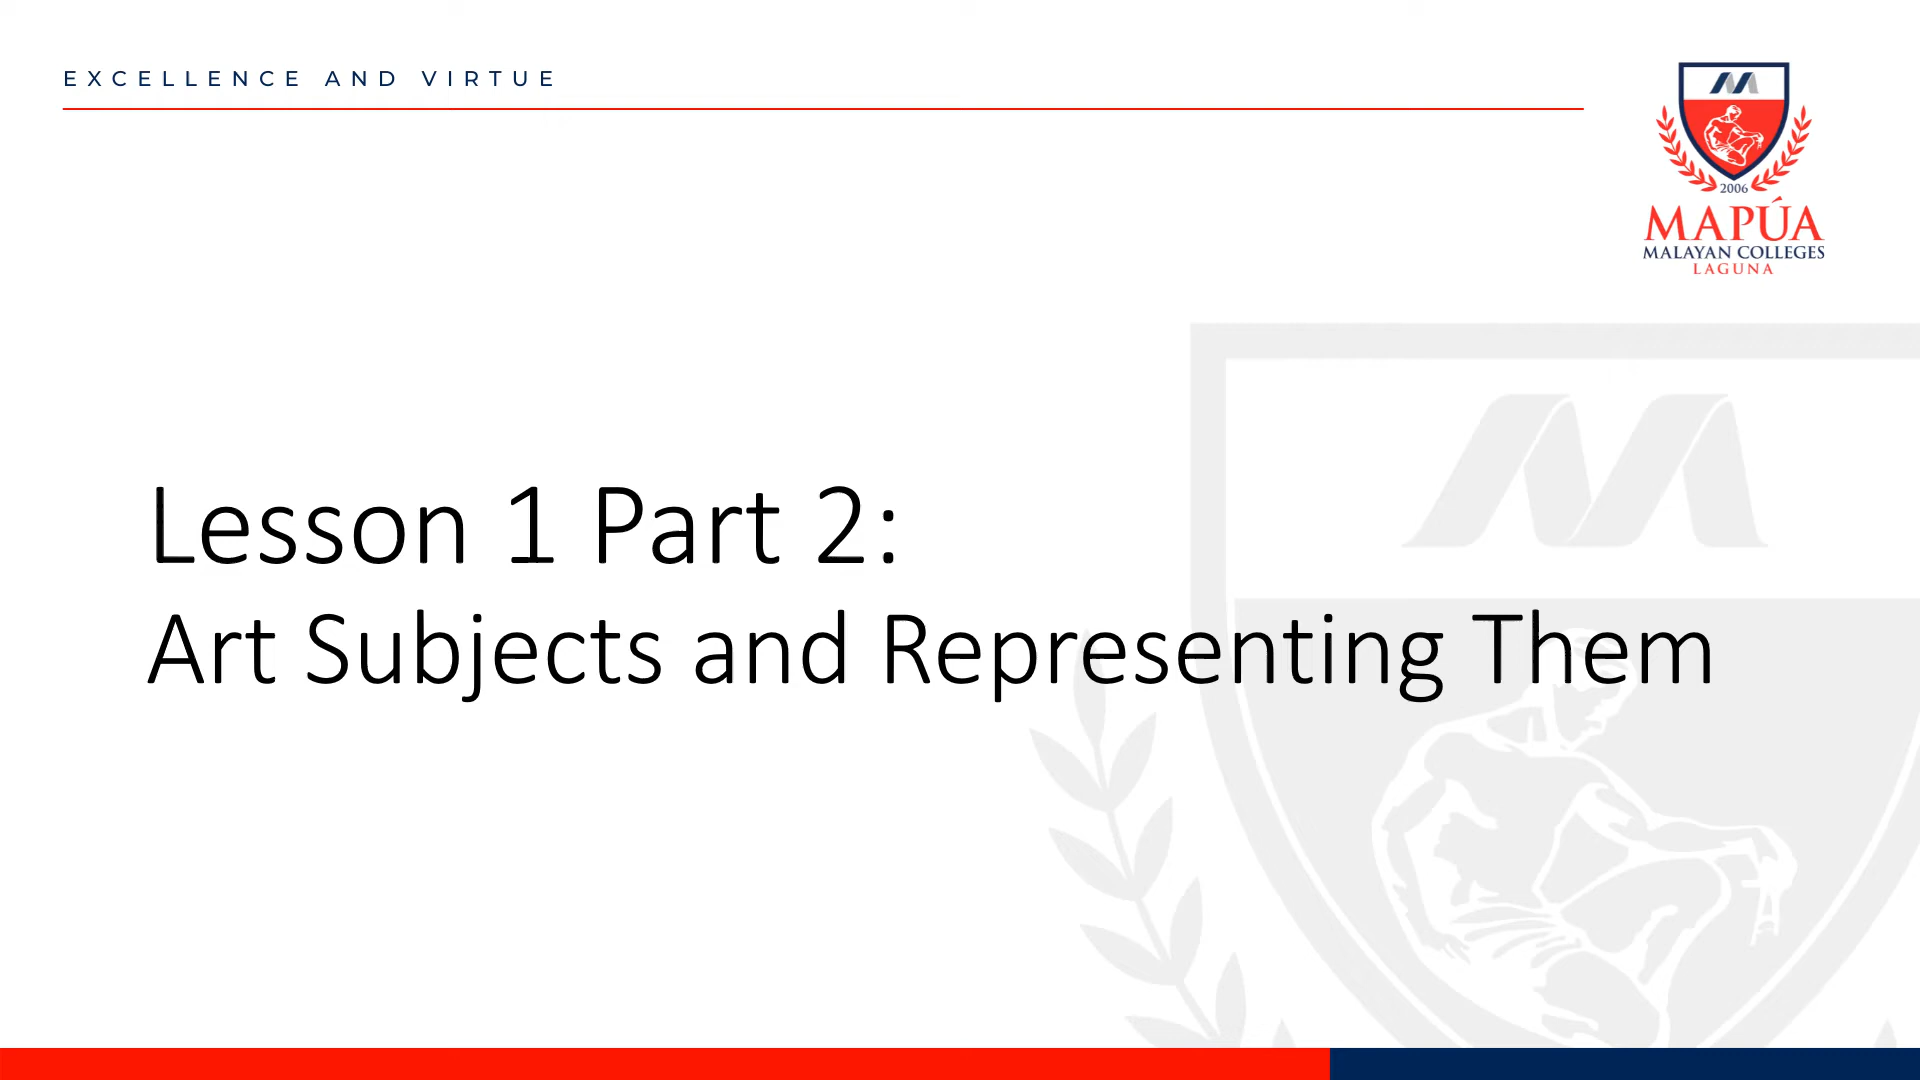 EXCELLENCE AND VIRTUE
2006
MAPÚA
MALAYAN COLLEGES
LAGUNA
Lesson 1 Part 2:
Art Subjects and Representing Them